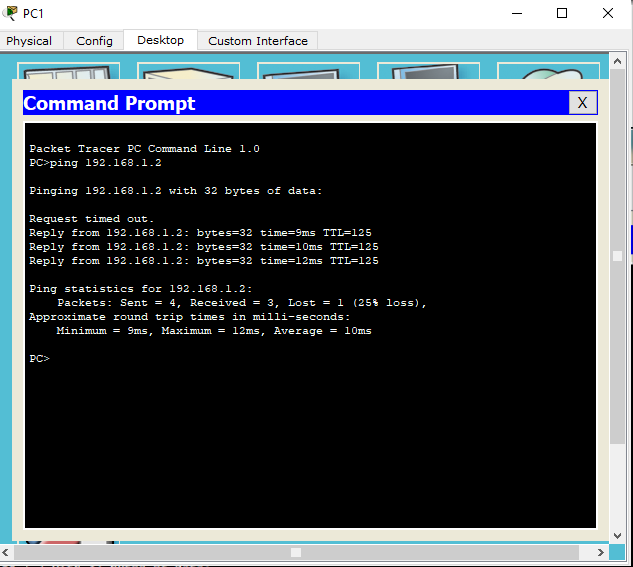 PC1
Physical Config Desktop Custom Interface
Command Prompt X
Packet Tracer PC Command Line 1.0
PC>ping 192.168.1.2
Pinging 192.168.1.2 with 32 bytes of data:
Request timed out.
Reply from 192.168.1.2: bytes=32 time=9ms TTL=125
Reply from 192.168.1.2: bytes=32 time=10ms TTL=125
Reply from 192.168.1.2: bytes=32 time=12ms TTL=125
Ping statistics for 192.168.1.2:
Packets: Sent = 4, Received = 3, Lost = 1 (25% loss),
Approximate round trip times in milli-seconds:
Minimum = 9ms, Maximum = 12ms, Average = 10ms
PC>